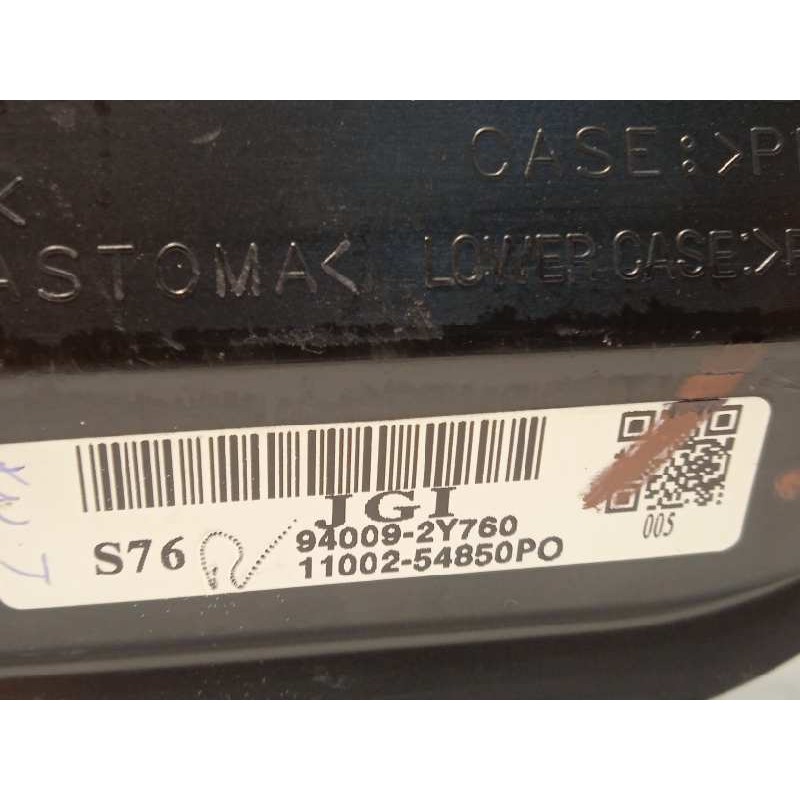 CASE:>P
<
ASTOMA< LOWER CASE:>P
JGI
S76 94009-2Y760
11002-54850PO
005